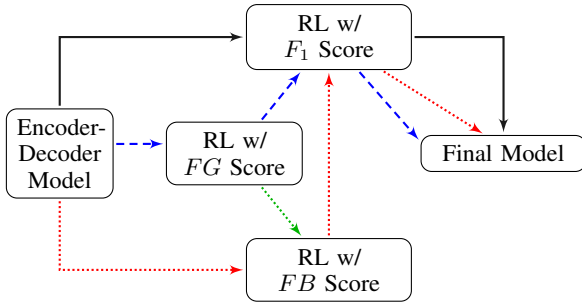 RL w/
F₁ Score
Encoder-
Decoder
Model
RL w/
FG Score
Final Model
RL w/
FB Score